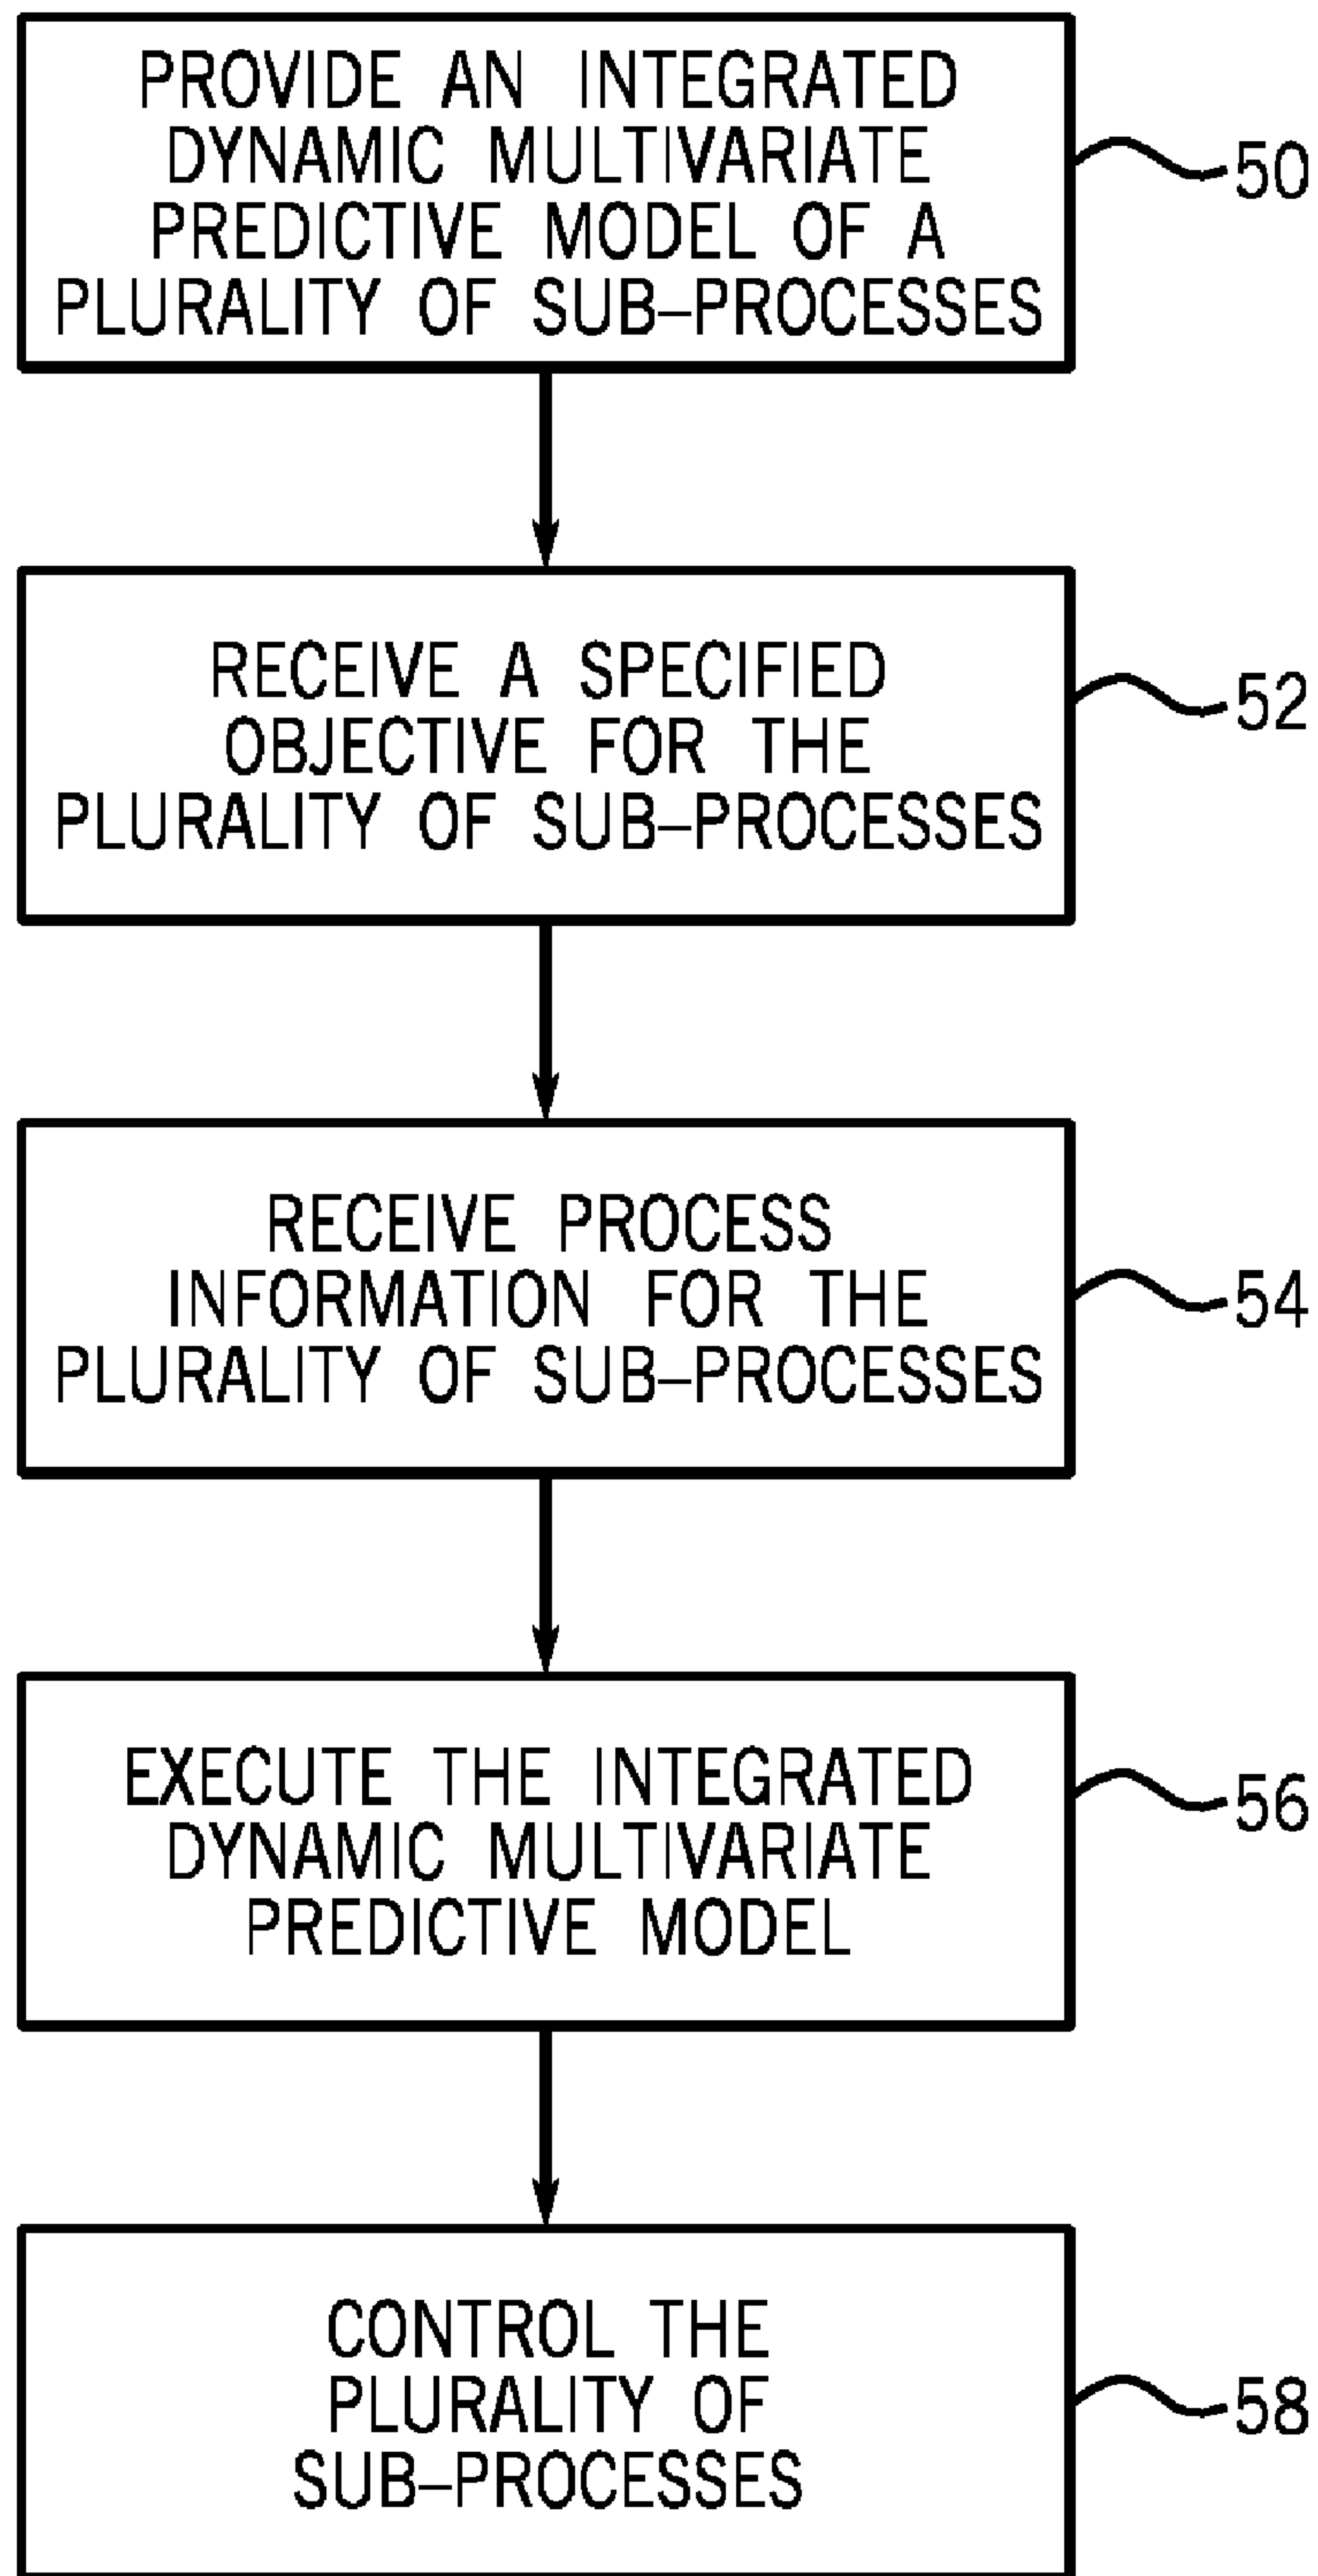 PROVIDE AN INTEGRATED
DYNAMIC MULTIVARIATE
PREDICTIVE MODEL OF A
PLURALITY OF SUB–PROCESSES
50
RECEIVE A SPECIFIED
OBJECTIVE FOR THE
PLURALITY OF SUB–PROCESSES
52
RECEIVE PROCESS
INFORMATION FOR THE
PLURALITY OF SUB–PROCESSES
54
EXECUTE THE INTEGRATED
DYNAMIC MULTIVARIATE
PREDICTIVE MODEL
56
CONTROL THE
PLURALITY OF
SUB–PROCESSES
58